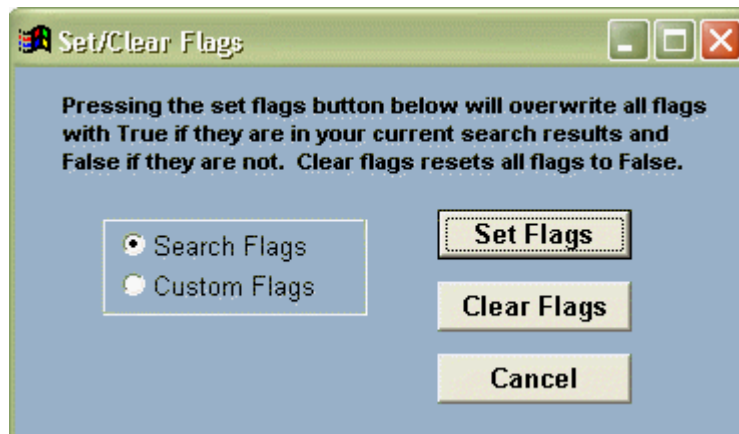 Set/Clear Flags
Pressing the set flags button below will overwrite all flags
with True if they are in your current search results and
False if they are not.  Clear flags resets all flags to False.
Search Flags
Custom Flags
Set Flags
Clear Flags
Cancel